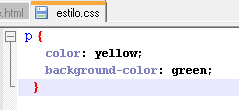 e.html estilo.css
p {
color: yellow;
background-color: green;
}